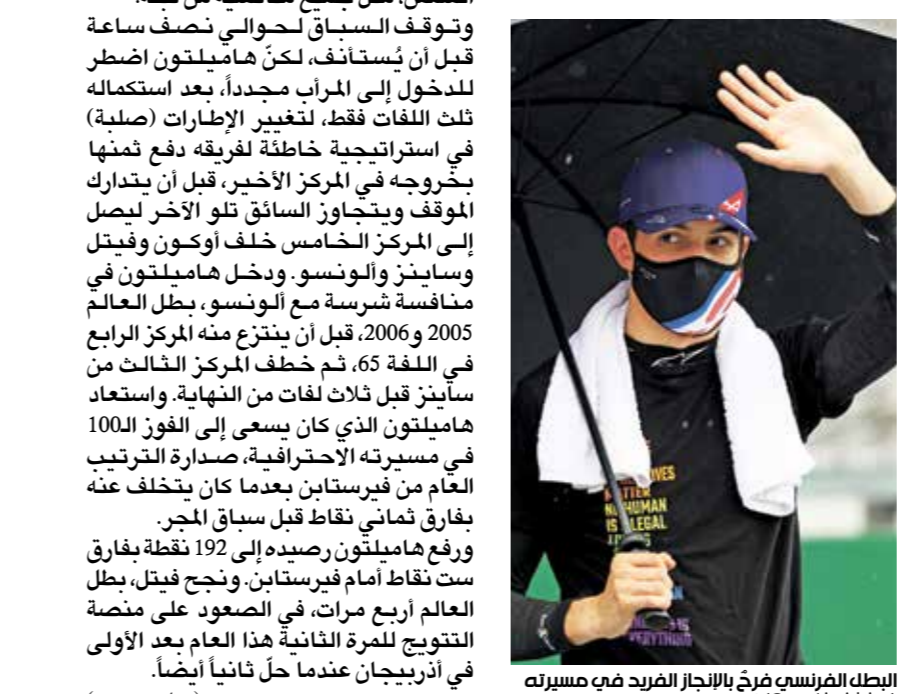 وتوقف السباق لحوالي نصف ساعة
قبل أن يُستأنف، لكنّ هاميلتون اضطر
للدخول إلى المرأب مجدداً، بعد استكماله
ثلث اللفات فقط، لتغيير الإطارات (صلبة)
في استراتيجية خاطئة لفريقه دفع ثمنها
بخروجه في المركز الأخير، قبل أن يتدارك
الموقف ويتجاوز السائق تلو الآخر ليصل
إلى المركز الخامس خلف أوكون وفيتل
وساينز وألونسو. ودخل هاميلتون في
منافسة شرسة مع ألونسو، بطل العالم
2005 و2006، قبل أن ينتزع منه المركز الرابع
في اللفة 65، ثم خطف المركز الثالث من
ساينز قبل ثلاث لفات من النهاية. واستعاد
هاميلتون الذي كان يسعى إلى الفوز الـ100
في مسيرته الاحترافية، صدارة الترتيب
العام من فيرستابن بعدما كان يتخلف عنه
بفارق ثماني نقاط قبل سباق المجر.
ورفع هاميلتون رصيده إلى 192 نقطة بفارق
ست نقاط أمام فيرستابن. ونجح فيتل، بطل
العالم أربع مرات، في الصعود على منصة
التتويج للمرة الثانية هذا العام بعد الأولى
في أذربيجان عندما حلّ ثانياً أيضاً.
MATTER
HUMAN
IS
LEGAL
البطل الفرنسي فرحٌ بالإنجاز الفريد في مسيرته